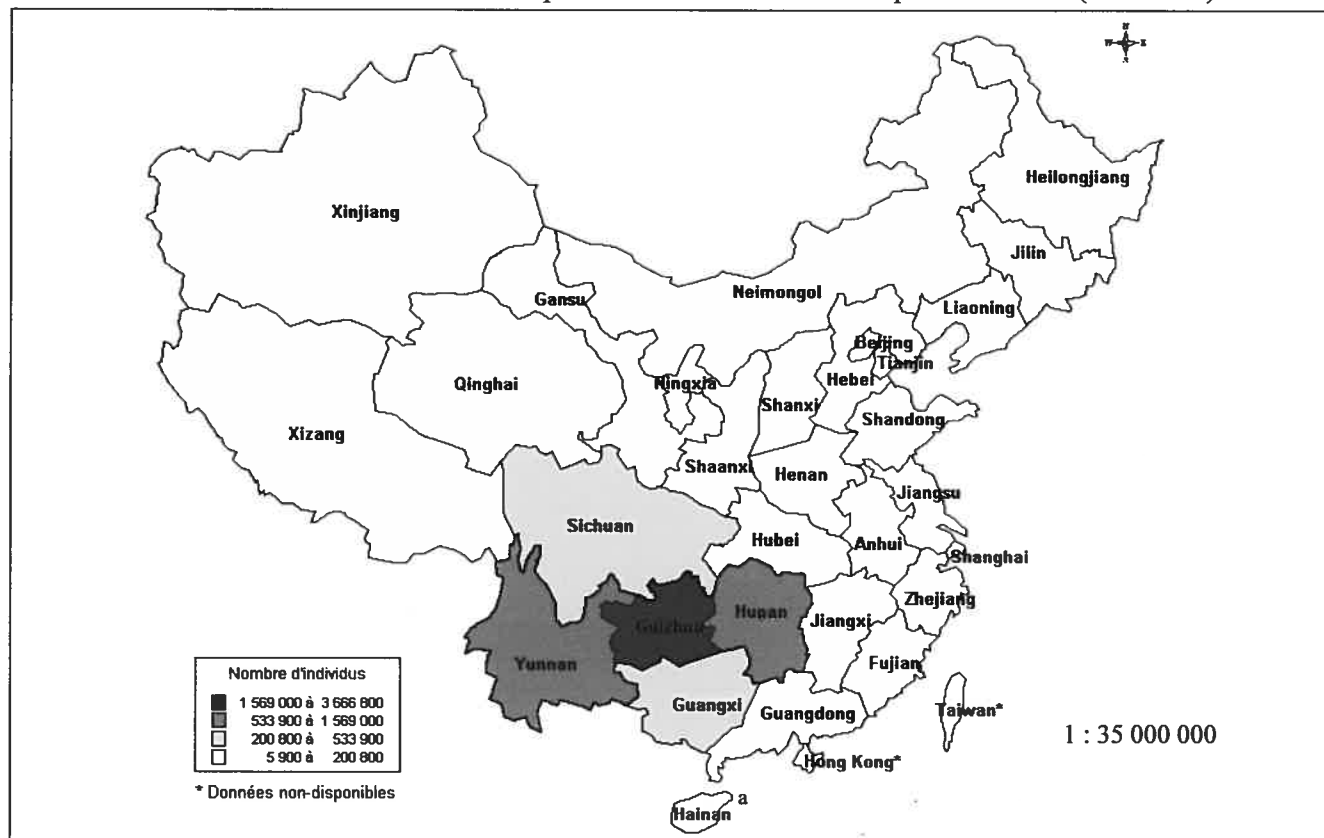 N
W E
S
Heilongjiang
Xinjiang
Jilin
Neimongol
Gansu
Liaoning
Beijing
Tianjin
Hebei
Qinghai
Ningxia
Shanxi
Shandong
Xizang
Shaanxi
Henan
Jiangsu
Sichuan
Hubei
Anhui
Shanghai
Zhejiang
Guizhou
Hunan
Jiangxi
Yunnan
Fujian
Guangxi
Guangdong
Taiwan*
1 : 35 000 000
Hong Kong*
a
Hainan
Nombre d'individus
1 569 000 à 3 666 800
533 900 à 1 569 000
200 800 à 533 900
5 900 à 200 800
* Données non-disponibles